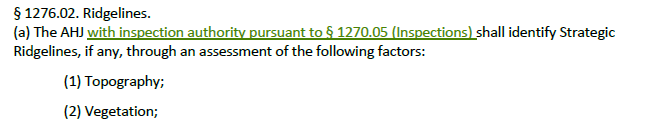 § 1276.02. Ridgelines.
(a) The AHJ with inspection authority pursuant to § 1270.05 (Inspections) shall identify Strategic
Ridgelines, if any, through an assessment of the following factors:
(1) Topography;
(2) Vegetation;